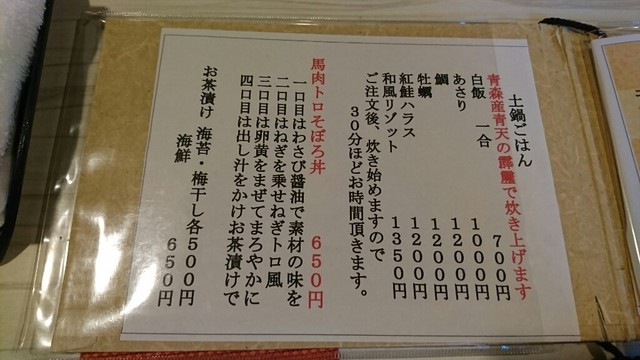 土鍋ごはん
青森産青天の霹靂で炊き上げます
白飯 一合 700円
あさり 1000円
鯛 1200円
牡蠣 1200円
紅鮭ハラス 1200円
和風リゾット 1350円
ご注文後、炊き始めますので
30分ほどお時間頂きます。
馬肉トロそぼろ丼 650円
一口目はわさび醤油で素材の味を
二口目はねぎを乗せねぎトロ風
三口目は卵黄をまぜてまろやかに
四口目は出し汁をかけお茶漬けで
お茶漬け 海苔・梅干し各500円
海鮮 650円